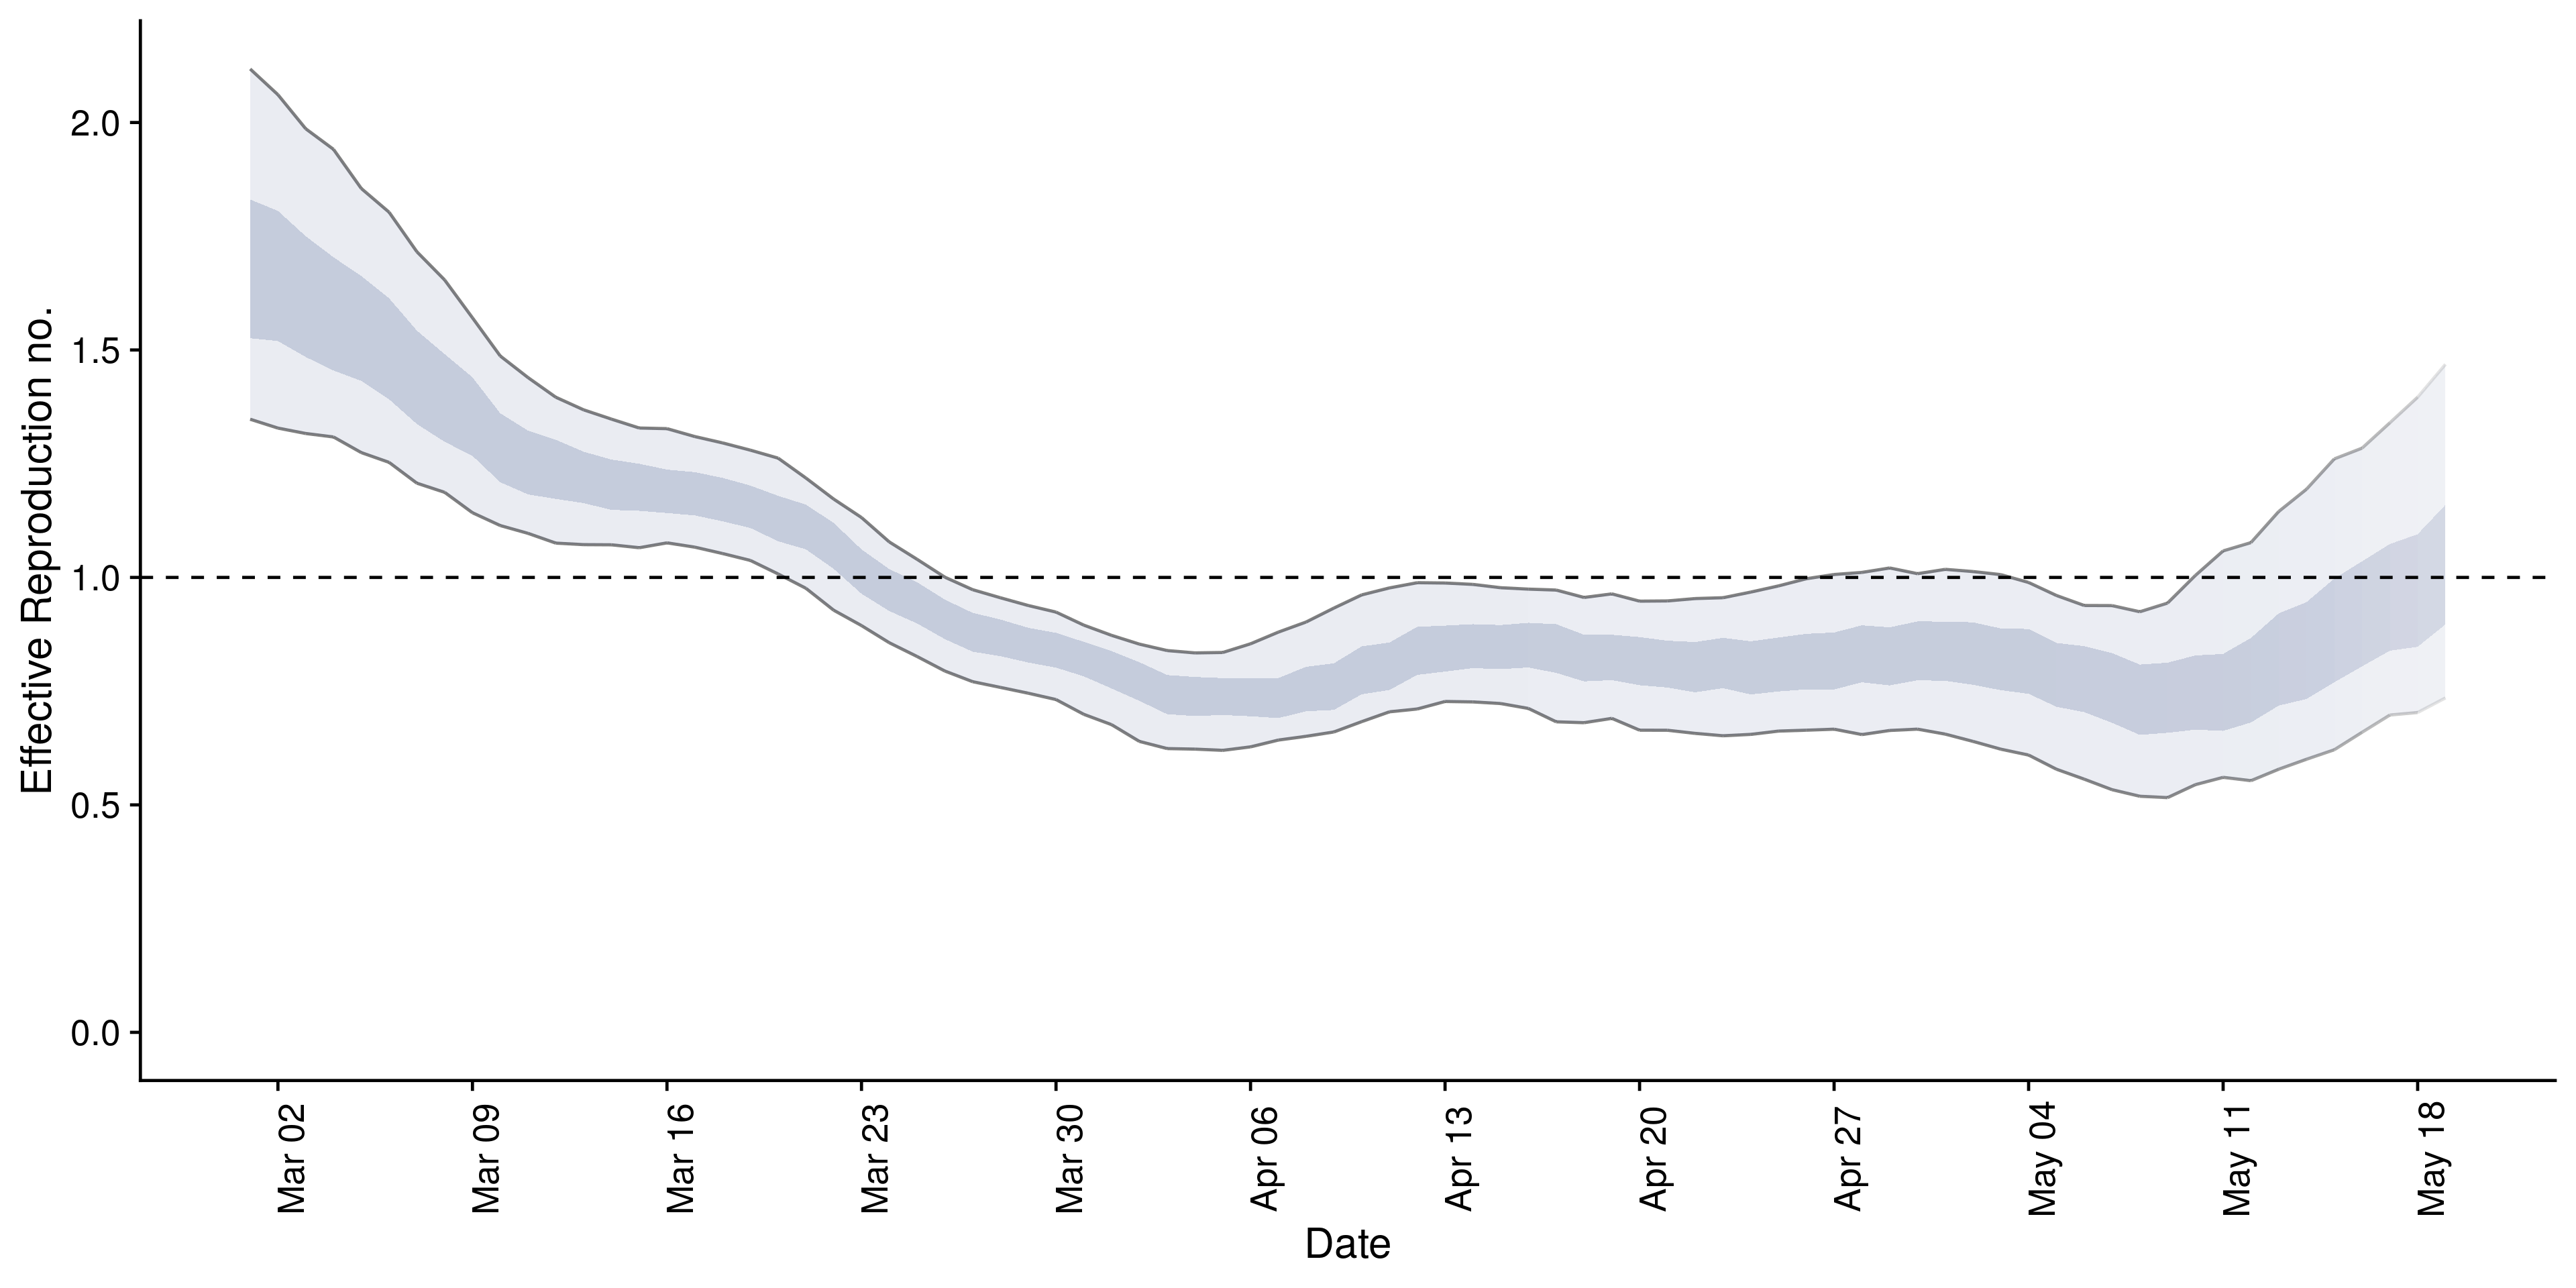 Effective Reproduction no.
2.0
1.5
1.0
0.5
0.0
Mar 02
Mar 09
Mar 16
Mar 23
Mar 30
Apr 06
Apr 13
Apr 20
Apr 27
May 04
May 11
May 18
Date